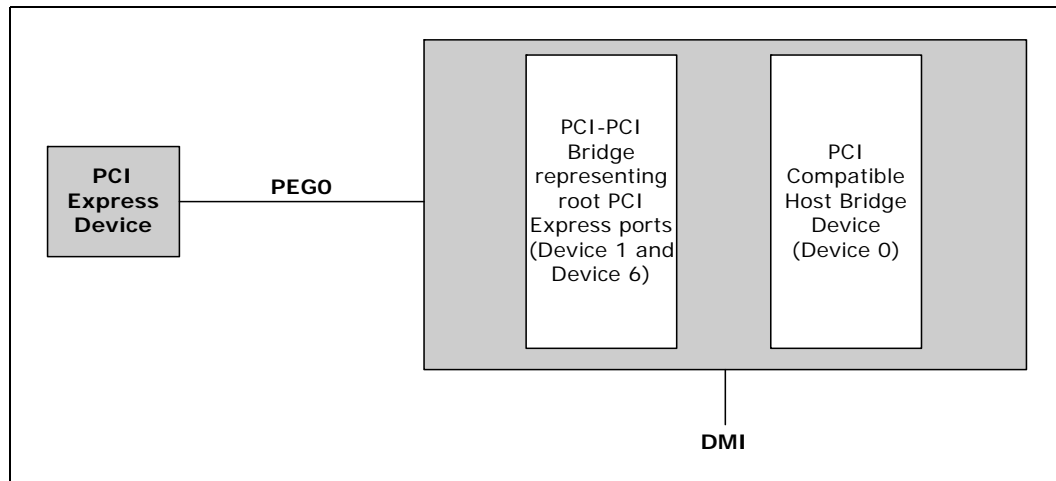 PCI
Express
Device
PEG0
PCI-PCI
Bridge
representing
root PCI
Express ports
(Device 1 and
Device 6)
PCI
Compatible
Host Bridge
Device
(Device 0)
DMI